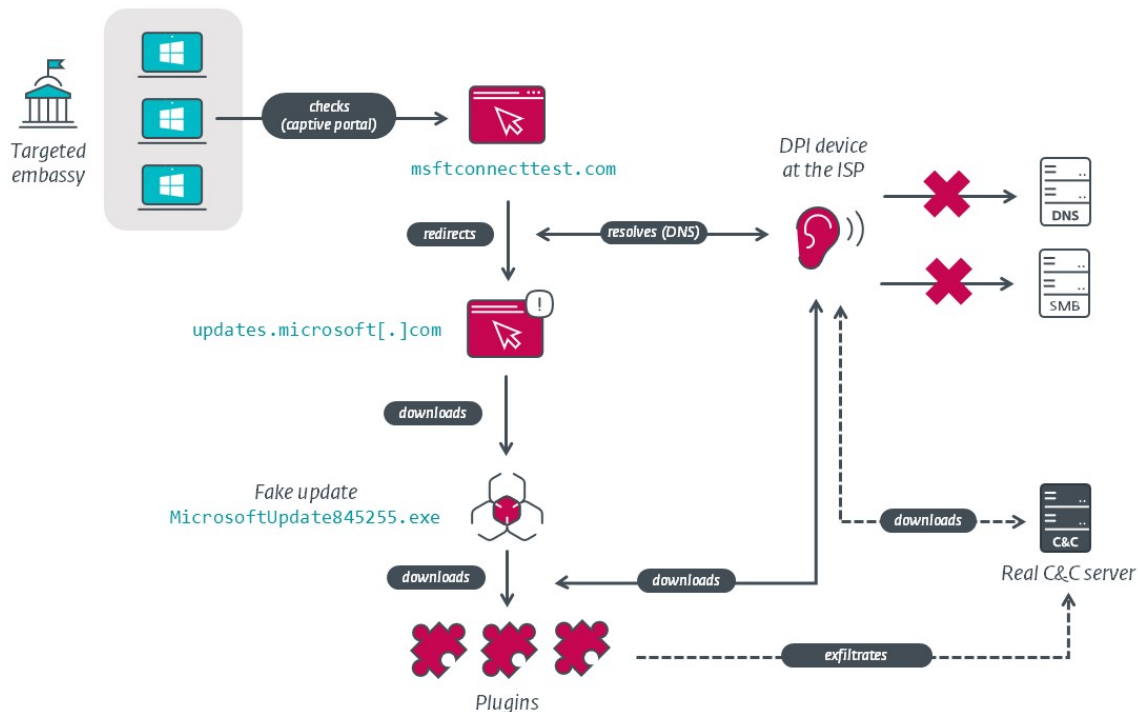 Targeted
embassy
checks
(captive portal)
msftconnecttest.com
DPI device
at the ISP
DNS
SMB
redirects
resolves (DNS)
!
updates.microsoft[.]com
downloads
Fake update
MicrosoftUpdate845255.exe
downloads
C&C
Real C&C server
downloads
downloads
exfiltrates
Plugins